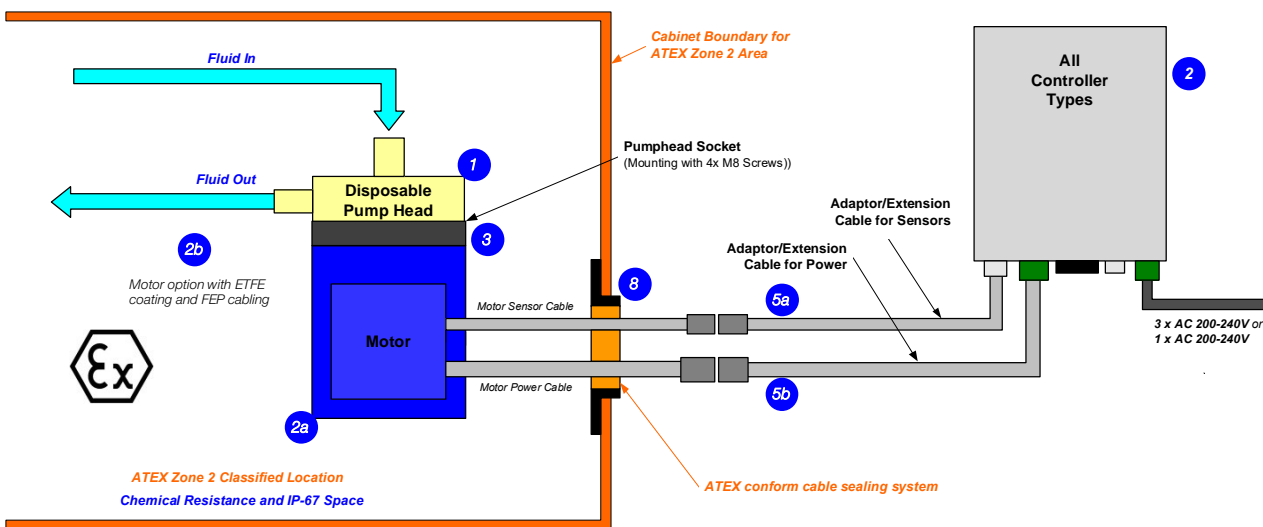 Cabinet Boundary for
ATEX Zone 2 Area
Fluid In
All
Controller
Types
2
Pumphead Socket
(Mounting with 4x M8 Screws))
1
Disposable
Pump Head
Fluid Out
3
2b
Motor option with ETFE
coating and FEP cabling
Adaptor/Extension
Cable for Sensors
Adaptor/Extension
Cable for Power
8
5a
Motor Sensor Cable
Motor
Motor Power Cable
5b
3 x AC 200-240V or
1 x AC 200-240V
.
Ex
2a
ATEX Zone 2 Classified Location
Chemical Resistance and IP-67 Space
ATEX conform cable sealing system